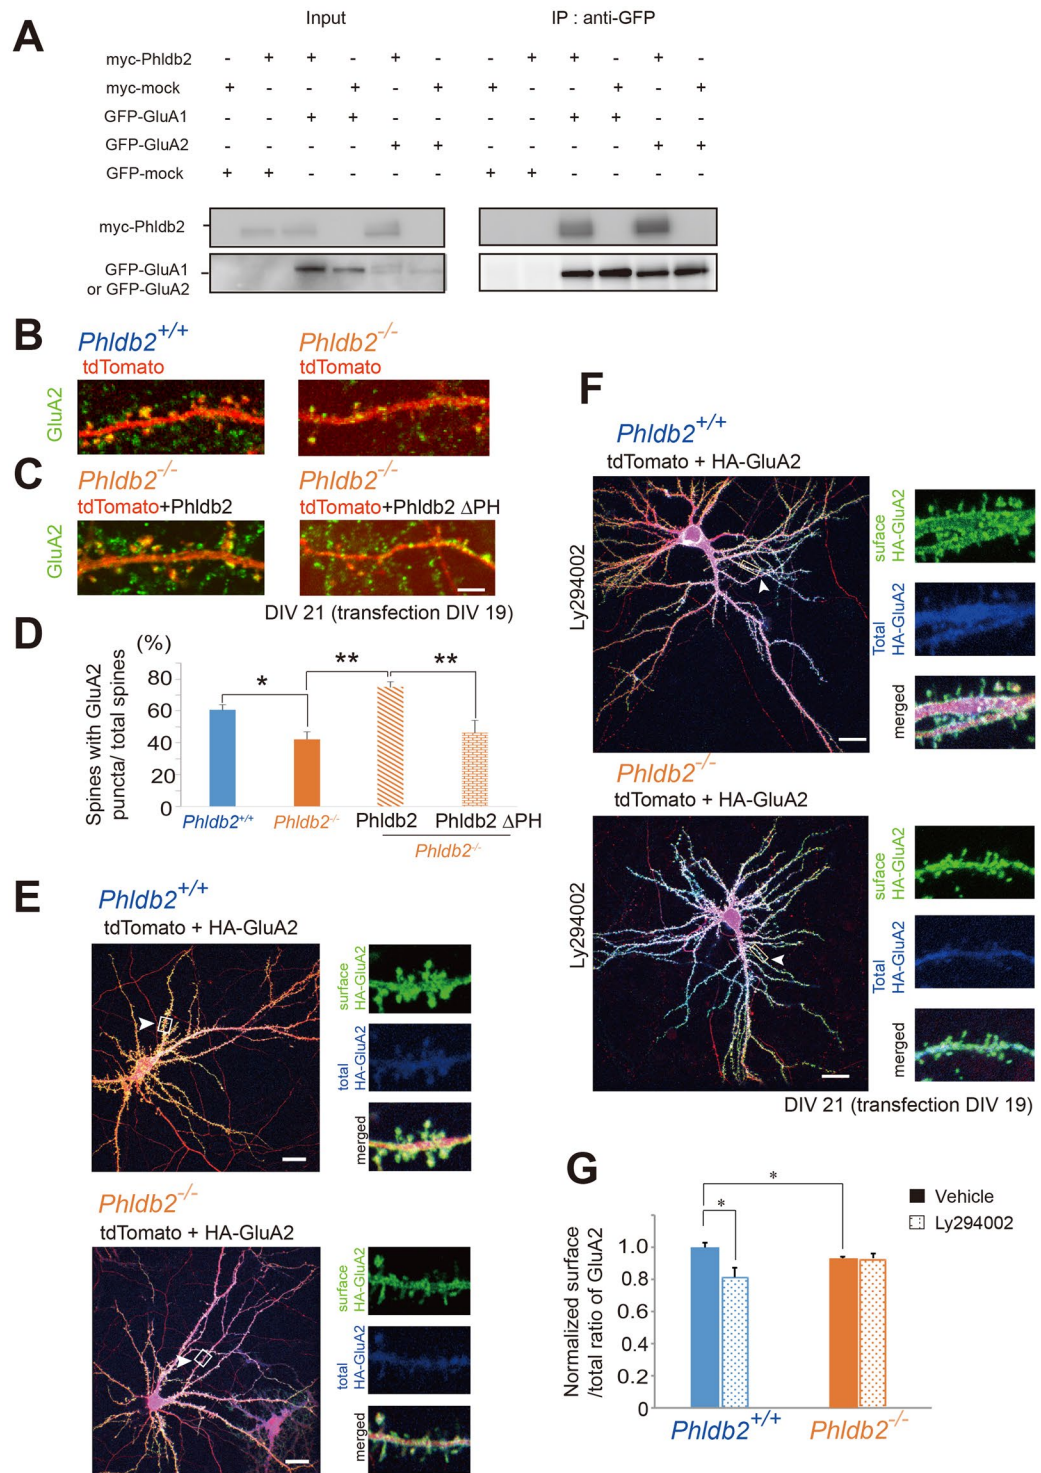 A
Input
IP : anti-GFP
myc-Phldb2 - + + - + - - + + - + -
myc-mock + - - + - + + - - + - +
GFP-GluA1 - - + + - - - - + + - -
GFP-GluA2 - - - - + + - - - - + +
GFP-mock + + - - - - + + - - - -
myc-Phldb2
GFP-GluA1
or GFP-GluA2
B
Phldb2+/+
tdTomato
Phldb2-/-
tdTomato
GluA2
C
Phldb2-/-
tdTomato+Phldb2
Phldb2-/-
tdTomato+Phldb2 ΔPH
GluA2
DIV 21 (transfection DIV 19)
D
(%)
Spines with GluA2
puncta/ total spines
80
60
40
20
0
*
**
**
Phldb2+/+
Phldb2-/-
Phldb2
Phldb2 ΔPH
Phldb2-/-
E
Phldb2+/+
tdTomato + HA-GluA2
surface
HA-GluA2
total
HA-GluA2
merged
Phldb2-/-
tdTomato + HA-GluA2
surface
HA-GluA2
total
HA-GluA2
merged
F
Phldb2+/+
tdTomato + HA-GluA2
Ly294002
suface
HA-GluA2
Total
HA-GluA2
merged
Phldb2-/-
tdTomato + HA-GluA2
Ly294002
suface
HA-GluA2
Total
HA-GluA2
merged
DIV 21 (transfection DIV 19)
G
Normalized surface
/total ratio of GluA2
1.0
0.8
0.6
0.4
0.2
0
*
*
Vehicle
Ly294002
Phldb2+/+
Phldb2-/-